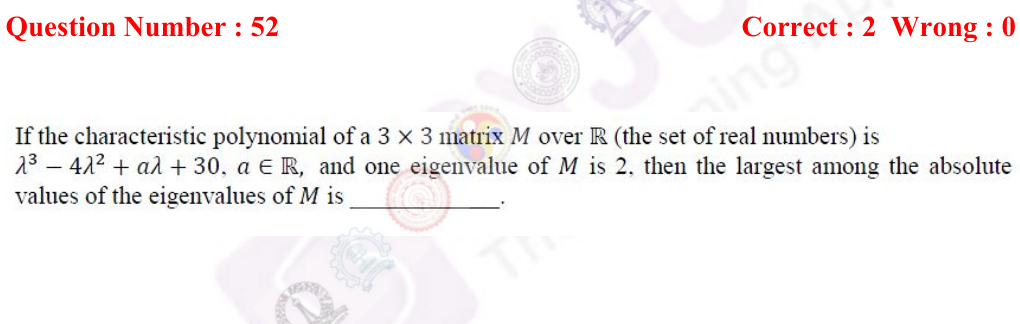 Question Number : 52 Correct : 2 Wrong : 0
If the characteristic polynomial of a 3 × 3 matrix M over ℝ (the set of real numbers) is
λ³ − 4λ² + aλ + 30, a ∈ ℝ, and one eigenvalue of M is 2, then the largest among the absolute
values of the eigenvalues of M is ____________.